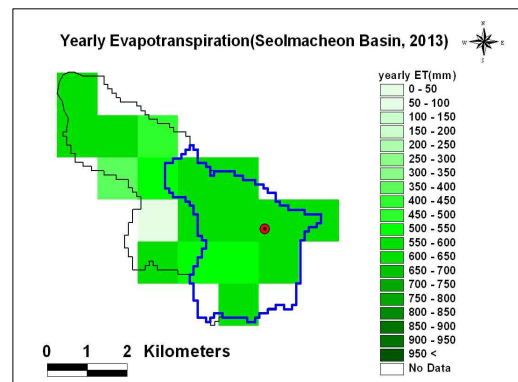 Yearly Evapotranspiration(Seolmacheon Basin, 2013)
N
W E
S
yearly ET(mm)
0 - 50
50 - 100
100 - 150
150 - 200
200 - 250
250 - 300
300 - 350
350 - 400
400 - 450
450 - 500
500 - 550
550 - 600
600 - 650
650 - 700
700 - 750
750 - 800
800 - 850
850 - 900
900 - 950
950 <
No Data
0 1 2 Kilometers